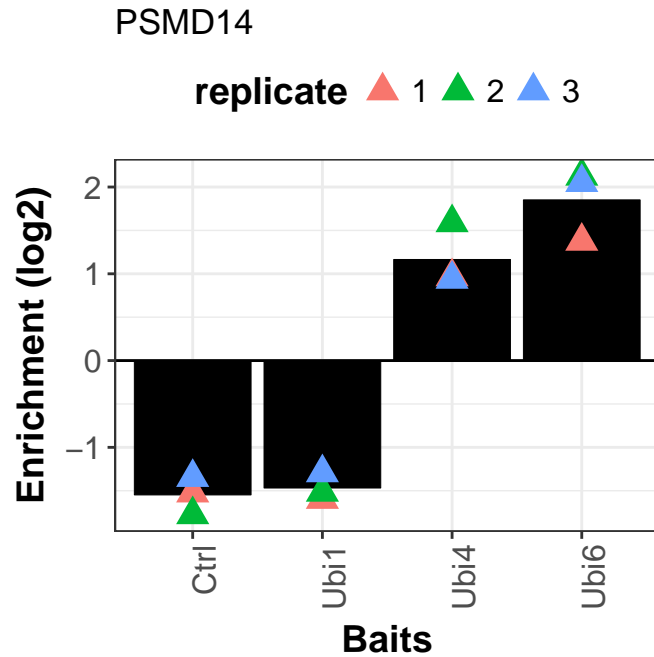 PSMD14
replicate 1 2 3
Enrichment (log2)
2
1
0
−1
Ctrl
Ubi1
Ubi4
Ubi6
Baits